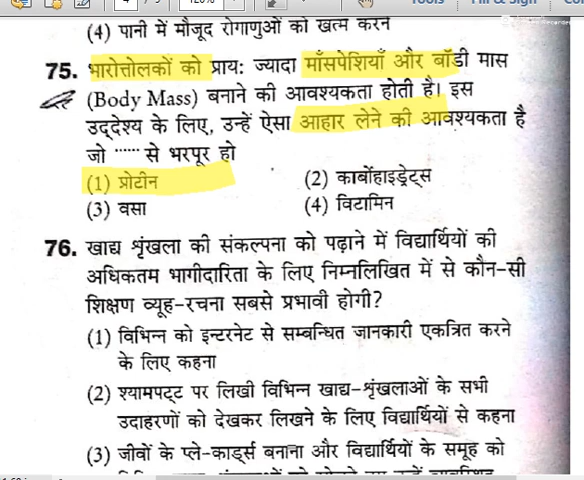 Tools
Fill & Sign
(4) पानी में मौजूद रोगाणुओं को खत्म करने
75. भारोत्तोलकों को प्रायः ज्यादा माँसपेशियाँ और बॉडी मास
(Body Mass) बनाने की आवश्यकता होती है। इस
उद्देश्य के लिए, उन्हें ऐसा आहार लेने की आवश्यकता है
जो ...... से भरपूर हो
(1) प्रोटीन (2) कार्बोहाइड्रेट्स
(3) वसा (4) विटामिन
76. खाद्य शृंखला की संकल्पना को पढ़ाने में विद्यार्थियों की
अधिकतम भागीदारिता के लिए निम्नलिखित में से कौन-सी
शिक्षण व्यूह-रचना सबसे प्रभावी होगी?
(1) विभिन्न को इन्टरनेट से सम्बन्धित जानकारी एकत्रित करने
के लिए कहना
(2) श्यामपट्ट पर लिखी विभिन्न खाद्य-शृंखलाओं के सभी
उदाहरणों को देखकर लिखने के लिए विद्यार्थियों से कहना
(3) जीवों के प्ले-कार्ड्स बनाना और विद्यार्थियों के समूह को